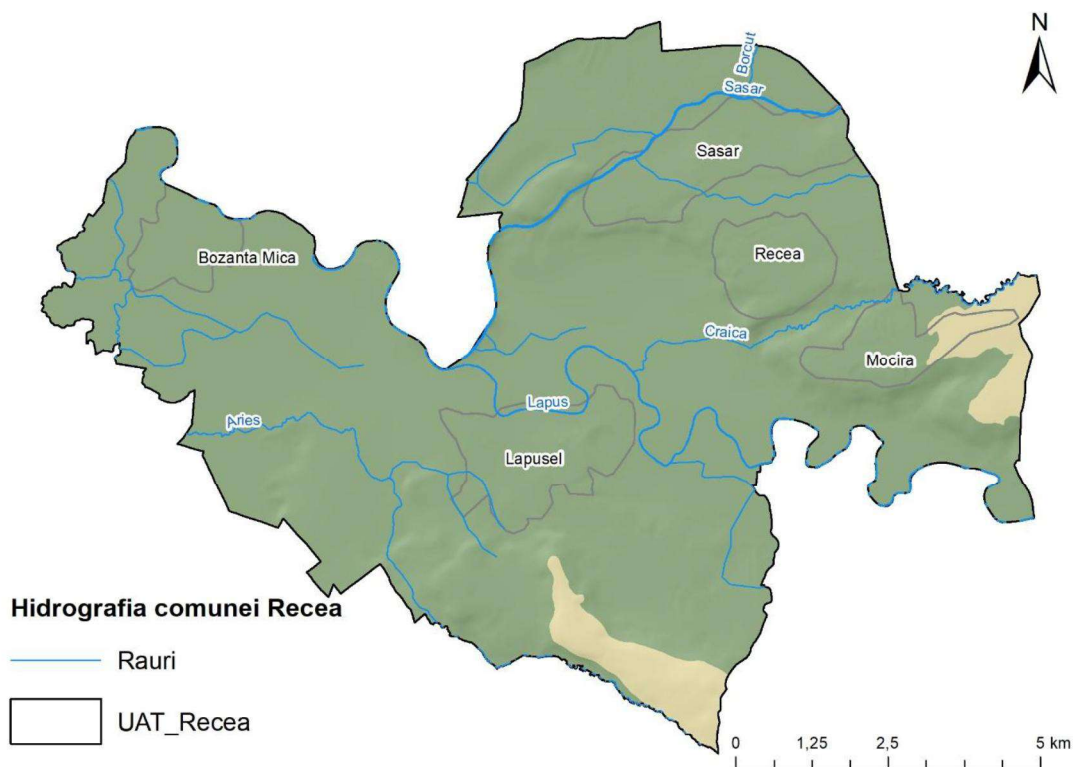 N
Borcut
Sasar
Sasar
Recea
Bozanta Mica
Craica
Mocira
Lapus
Aries
Lapusel
Hidrografia comunei Recea
Rauri
UAT_Recea
0 1,25 2,5 5 km